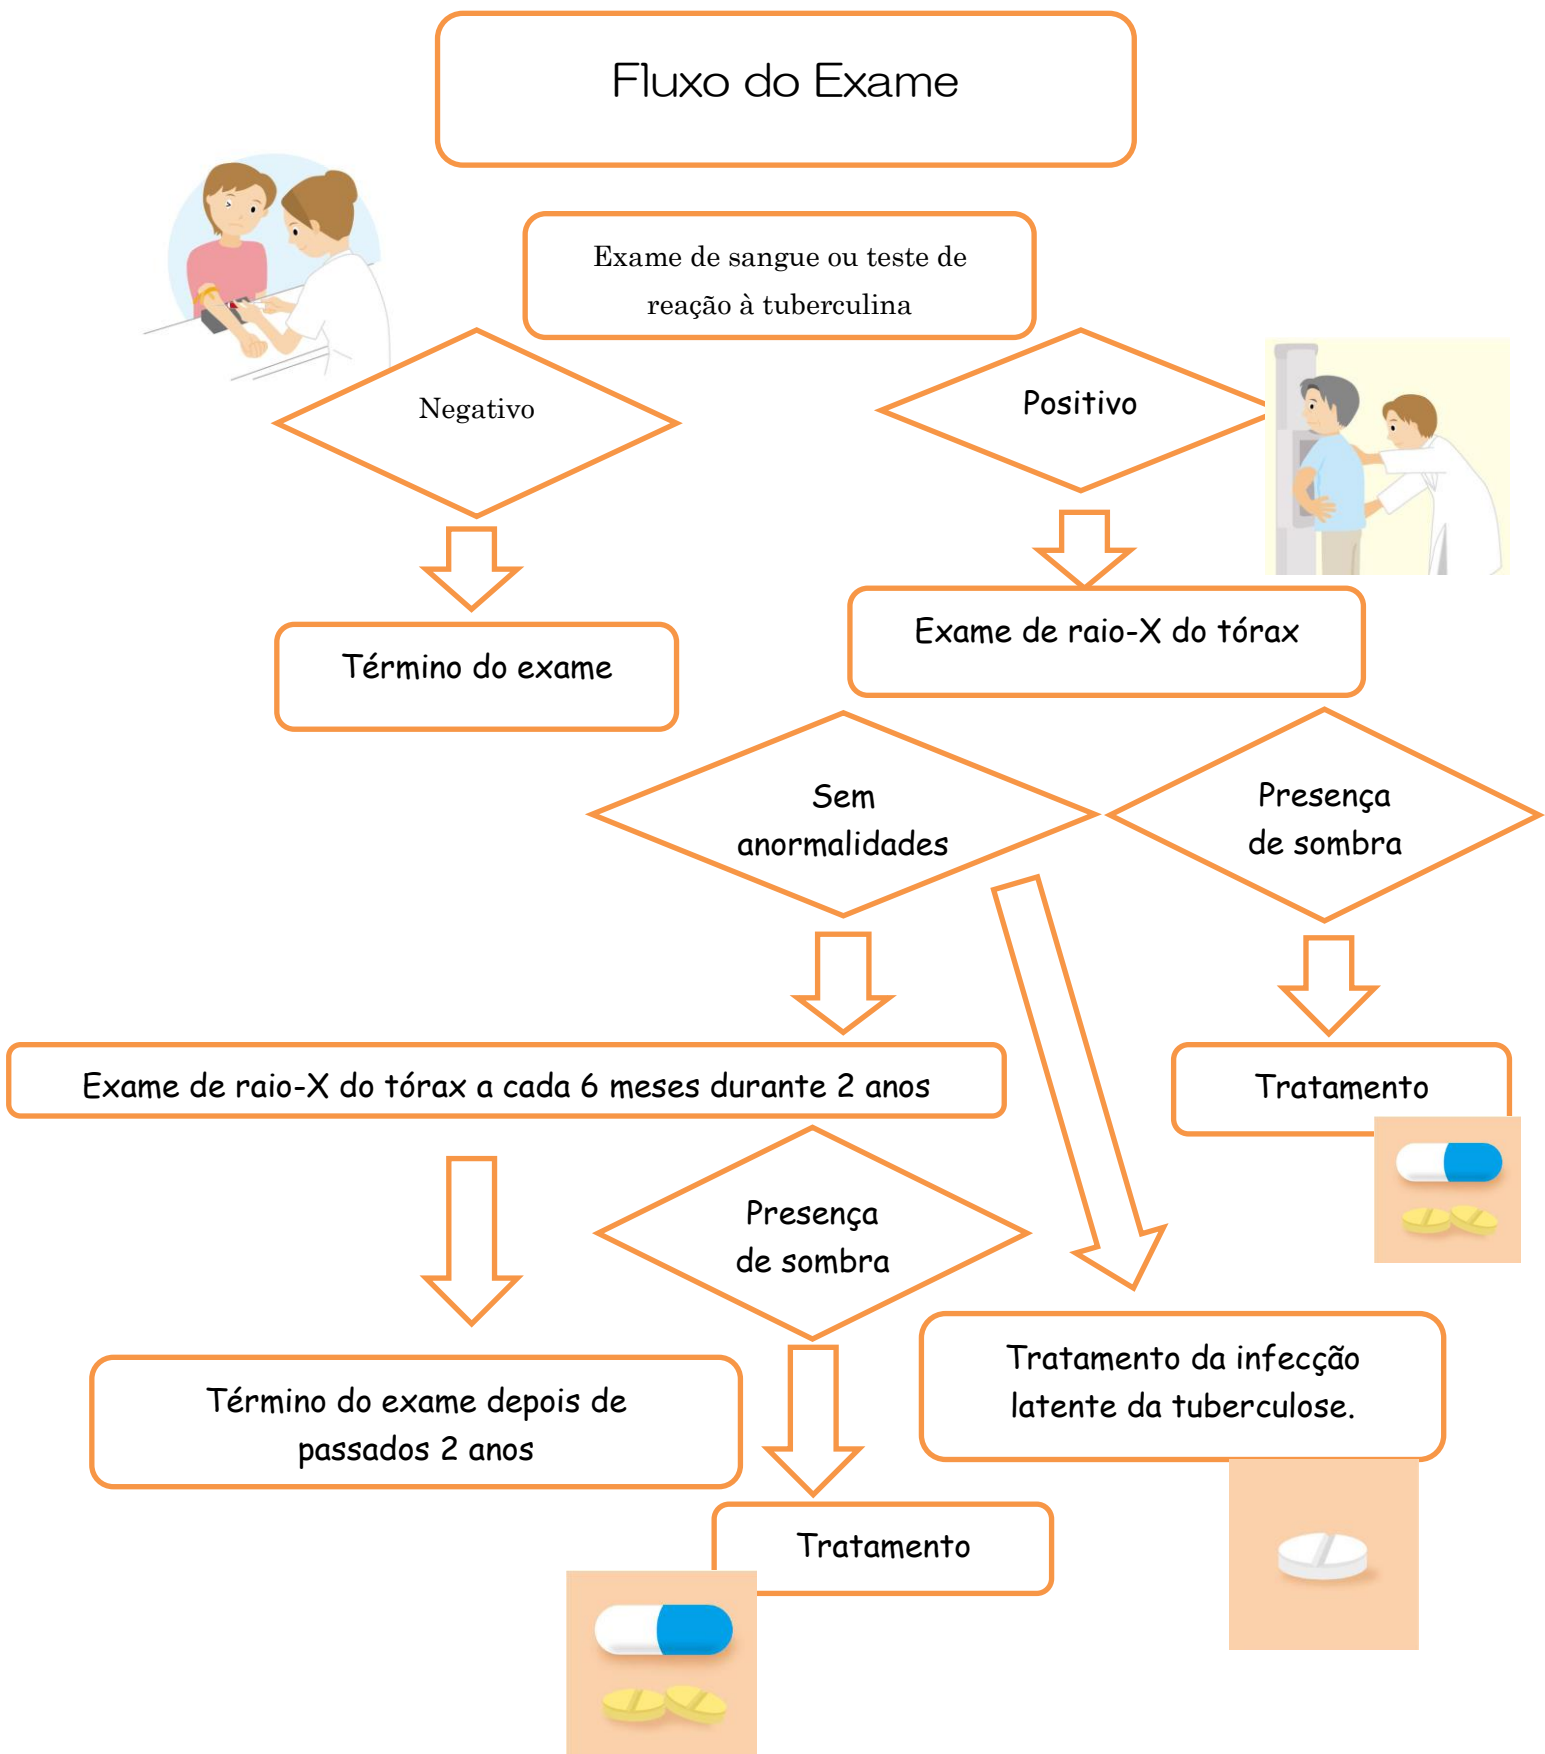 Fluxo do Exame
Exame de sangue ou teste de
reação à tuberculina
Negativo
Positivo
Término do exame
Exame de raio-X do tórax
Sem
anormalidades
Presença
de sombra
Exame de raio-X do tórax a cada 6 meses durante 2 anos
Tratamento
Presença
de sombra
Término do exame depois de
passados 2 anos
Tratamento da infecção
latente da tuberculose.
Tratamento